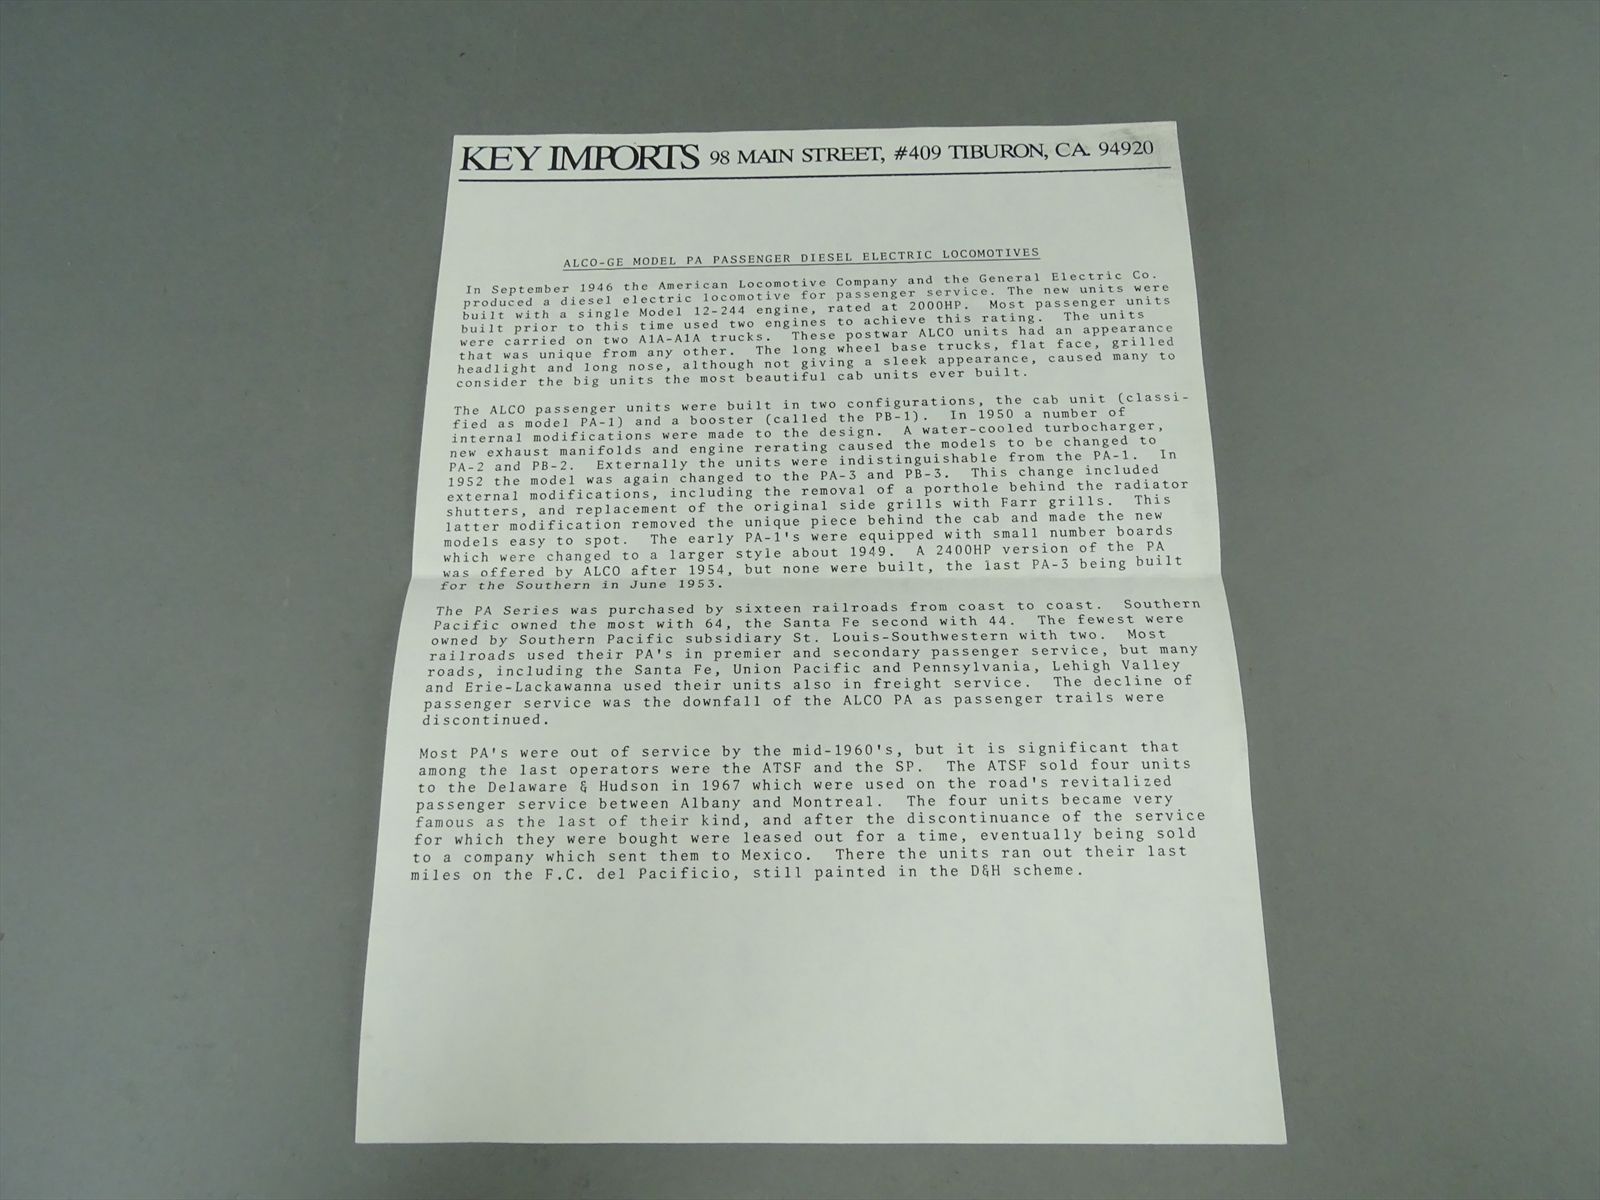 KEY IMPORTS 98 MAIN STREET, #409 TIBURON, CA. 94920
ALCO-GE MODEL PA PASSENGER DIESEL ELECTRIC LOCOMOTIVES
In September 1946 the American Locomotive Company and the General Electric Co.
produced a diesel electric locomotive for passenger service. The new units were
built with a single Model 12-244 engine, rated at 2000HP. Most passenger units
built prior to this time used two engines to achieve this rating. The units
were carried on two A1A-A1A trucks. These postwar ALCO units had an appearance
that was unique from any other. The long wheel base trucks, flat face, grilled
headlight and long nose, although not giving a sleek appearance, caused many to
consider the big units the most beautiful cab units ever built.
The ALCO passenger units were built in two configurations, the cab unit (classi-
fied as model PA-1) and a booster (called the PB-1). In 1950 a number of
internal modifications were made to the design. A water-cooled turbocharger,
new exhaust manifolds and engine rerating caused the models to be changed to
PA-2 and PB-2. Externally the units were indistinguishable from the PA-1. In
1952 the model was again changed to the PA-3 and PB-3. This change included
external modifications, including the removal of a porthole behind the radiator
shutters, and replacement of the original side grills with Farr grills. This
latter modification removed the unique piece behind the cab and made the new
models easy to spot. The early PA-1's were equipped with small number boards
which were changed to a larger style about 1949. A 2400HP version of the PA
was offered by ALCO after 1954, but none were built, the last PA-3 being built
for the Southern in June 1953.
The PA Series was purchased by sixteen railroads from coast to coast. Southern
Pacific owned the most with 64, the Santa Fe second with 44. The fewest were
owned by Southern Pacific subsidiary St. Louis-Southwestern with two. Most
railroads used their PA's in premier and secondary passenger service, but many
roads, including the Santa Fe, Union Pacific and Pennsylvania, Lehigh Valley
and Erie-Lackawanna used their units also in freight service. The decline of
passenger service was the downfall of the ALCO PA as passenger trails were
discontinued.
Most PA's were out of service by the mid-1960's, but it is significant that
among the last operators were the ATSF and the SP. The ATSF sold four units
to the Delaware & Hudson in 1967 which were used on the road's revitalized
passenger service between Albany and Montreal. The four units became very
famous as the last of their kind, and after the discontinuance of the service
for which they were bought were leased out for a time, eventually being sold
to a company which sent them to Mexico. There the units ran out their last
miles on the F.C. del Pacificio, still painted in the D&H scheme.